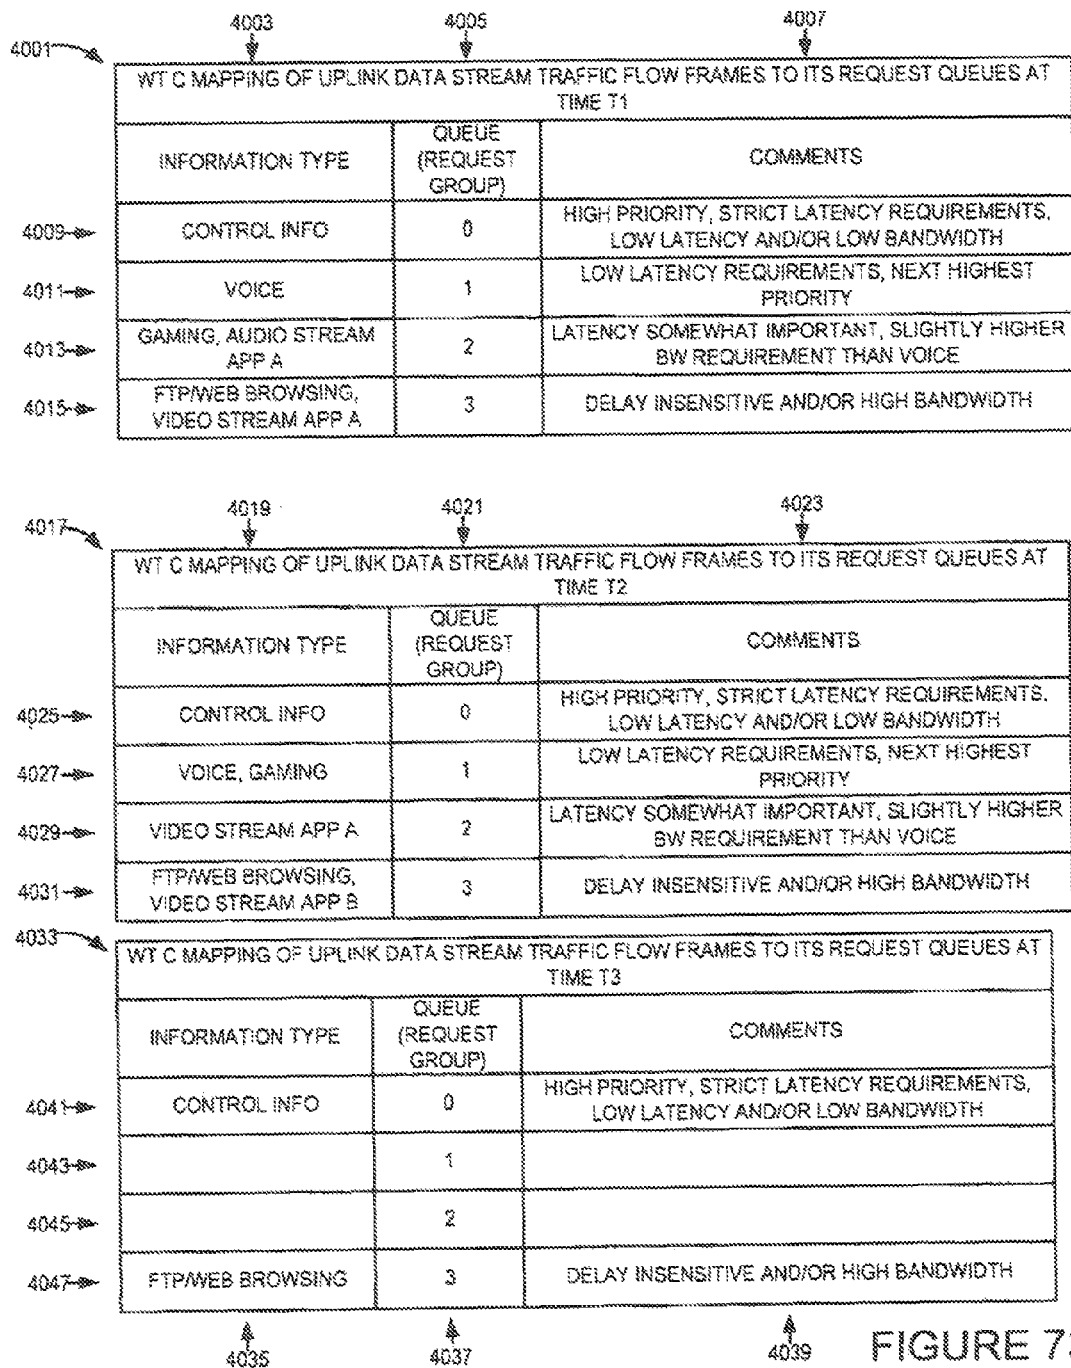 4003 4005 4007
4001
WT C MAPPING OF UPLINK DATA STREAM TRAFFIC FLOW FRAMES TO ITS REQUEST QUEUES AT
TIME T1
INFORMATION TYPE
QUEUE
(REQUEST
GROUP)
COMMENTS
4009
CONTROL INFO
0
HIGH PRIORITY, STRICT LATENCY REQUIREMENTS,
LOW LATENCY AND/OR LOW BANDWIDTH
4011
VOICE
1
LOW LATENCY REQUIREMENTS, NEXT HIGHEST
PRIORITY
4013
GAMING, AUDIO STREAM
APP A
2
LATENCY SOMEWHAT IMPORTANT, SLIGHTLY HIGHER
BW REQUIREMENT THAN VOICE
4015
FTP/WEB BROWSING,
VIDEO STREAM APP A
3
DELAY INSENSITIVE AND/OR HIGH BANDWIDTH
4019 4021 4023
4017
WT C MAPPING OF UPLINK DATA STREAM TRAFFIC FLOW FRAMES TO ITS REQUEST QUEUES AT
TIME T2
INFORMATION TYPE
QUEUE
(REQUEST
GROUP)
COMMENTS
4025
CONTROL INFO
0
HIGH PRIORITY, STRICT LATENCY REQUIREMENTS.
LOW LATENCY AND/OR LOW BANDWIDTH
4027
VOICE, GAMING
1
LOW LATENCY REQUIREMENTS, NEXT HIGHEST
PRIORITY
4029
VIDEO STREAM APP A
2
LATENCY SOMEWHAT IMPORTANT, SLIGHTLY HIGHER
BW REQUIREMENT THAN VOICE
4031
FTP/WEB BROWSING,
VIDEO STREAM APP B
3
DELAY INSENSITIVE AND/OR HIGH BANDWIDTH
4033
WT C MAPPING OF UPLINK DATA STREAM TRAFFIC FLOW FRAMES TO ITS REQUEST QUEUES AT
TIME T3
INFORMATION TYPE
QUEUE
(REQUEST
GROUP)
COMMENTS
4041
CONTROL INFO
0
HIGH PRIORITY, STRICT LATENCY REQUIREMENTS,
LOW LATENCY AND/OR LOW BANDWIDTH
4043
1
4045
2
4047
FTP/WEB BROWSING
3
DELAY INSENSITIVE AND/OR HIGH BANDWIDTH
4035 4037 4039
FIGURE